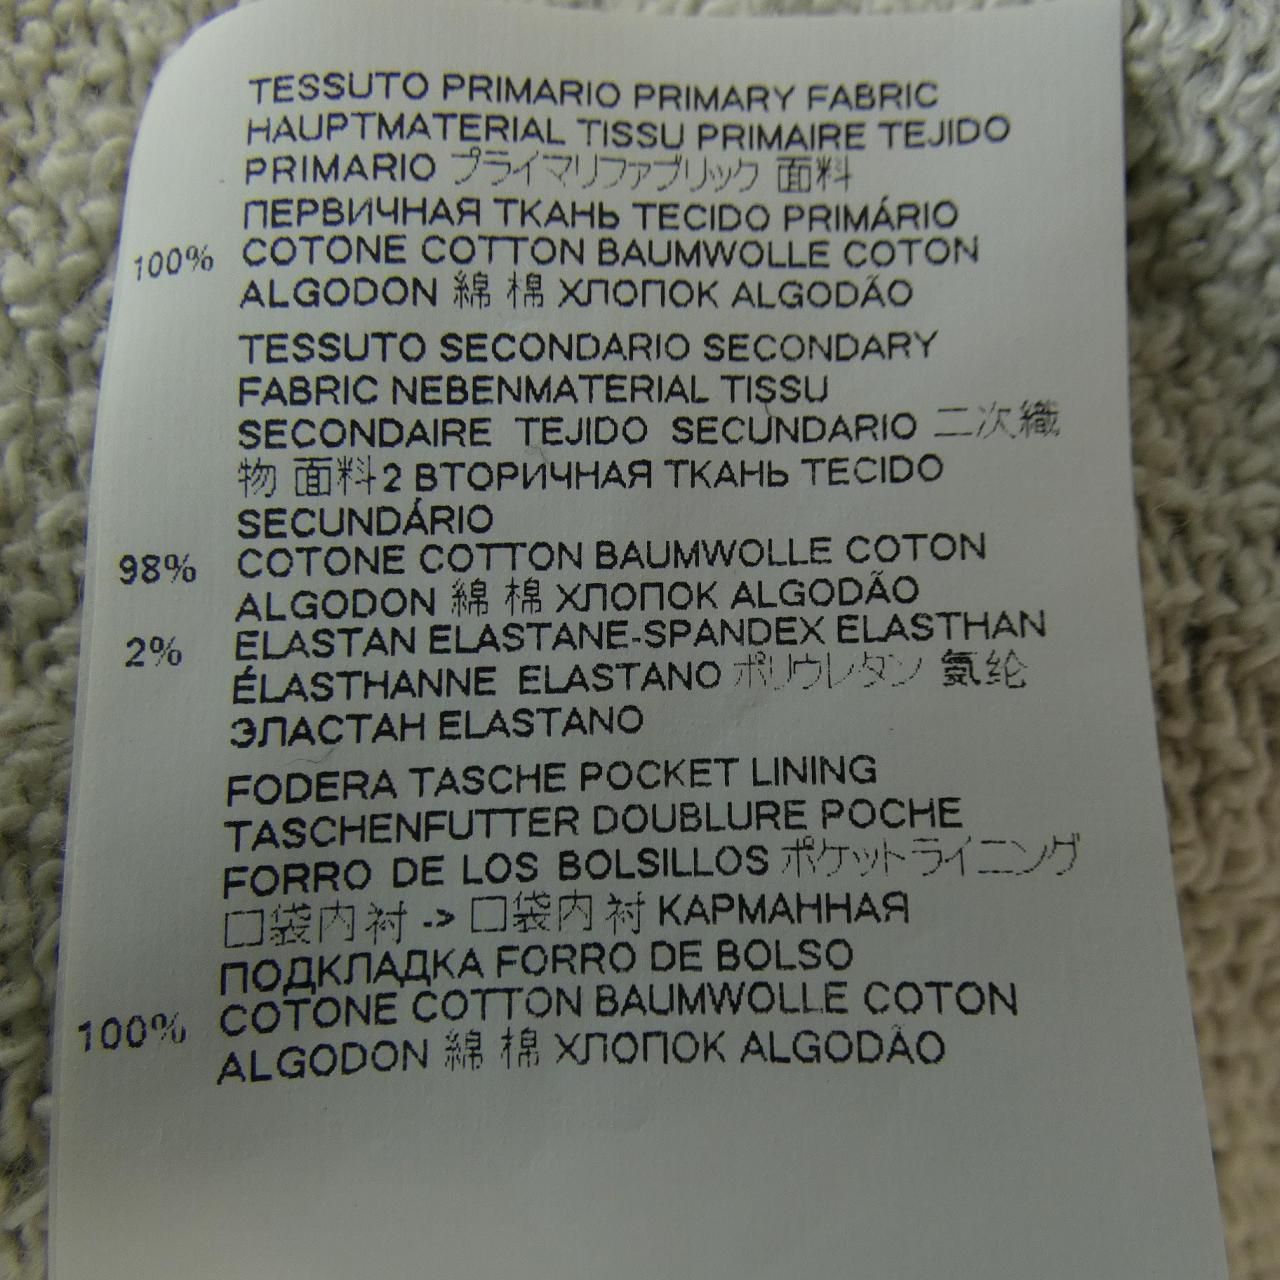 TESSUTO PRIMARIO PRIMARY FABRIC
HAUPTMATERIAL TISSU PRIMAIRE TEJIDO
PRIMARIO プライマリファブリック 面料
ПЕРВИЧНАЯ ТКАНЬ TECIDO PRIMÁRIO
100% COTONE COTTON BAUMWOLLE COTON
ALGODON 綿 棉 ХЛОПОК ALGODÃO
TESSUTO SECONDARIO SECONDARY
FABRIC NEBENMATERIAL TISSU
SECONDAIRE TEJIDO SECUNDARIO 二次織
物 面料2 ВТОРИЧНАЯ ТКАНЬ TECIDO
SECUNDÁRIO
98% COTONE COTTON BAUMWOLLE COTON
ALGODON 綿 棉 ХЛОПОК ALGODÃO
2% ELASTAN ELASTANE-SPANDEX ELASTHAN
ÉLASTHANNE ELASTANO ポリウレタン 氨纶
ЭЛАСТАН ELASTANO
FODERA TASCHE POCKET LINING
TASCHENFUTTER DOUBLURE POCHE
FORRO DE LOS BOLSILLOS ポケットライニング
口袋内衬 -> 口袋内衬 КАРМАННАЯ
ПОДКЛАДКА FORRO DE BOLSO
100% COTONE COTTON BAUMWOLLE COTON
ALGODON 綿 棉 ХЛОПОК ALGODÃO